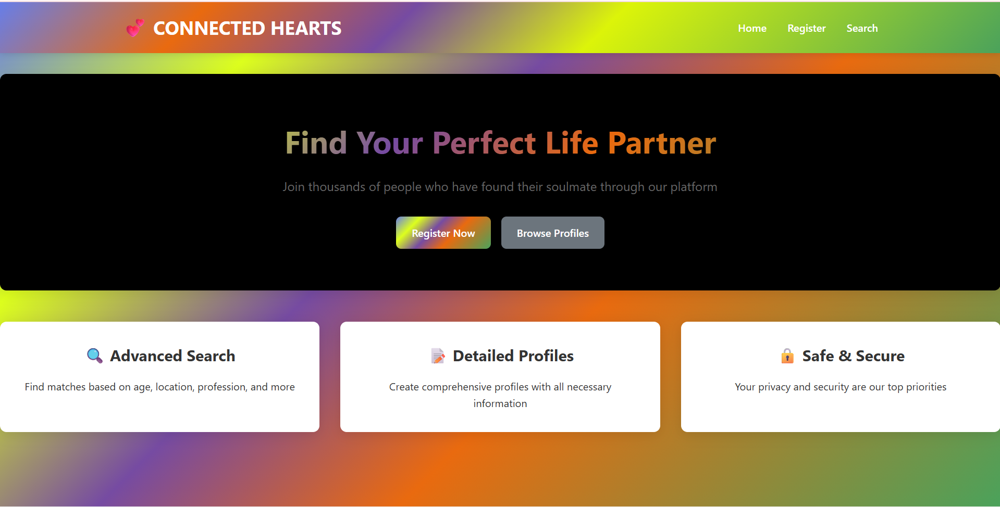 CONNECTED HEARTS
Home
Register
Search
Find Your Perfect Life Partner
Join thousands of people who have found their soulmate through our platform
Register Now
Browse Profiles
Advanced Search
Find matches based on age, location, profession, and more
Detailed Profiles
Create comprehensive profiles with all necessary
information
Safe & Secure
Your privacy and security are our top priorities